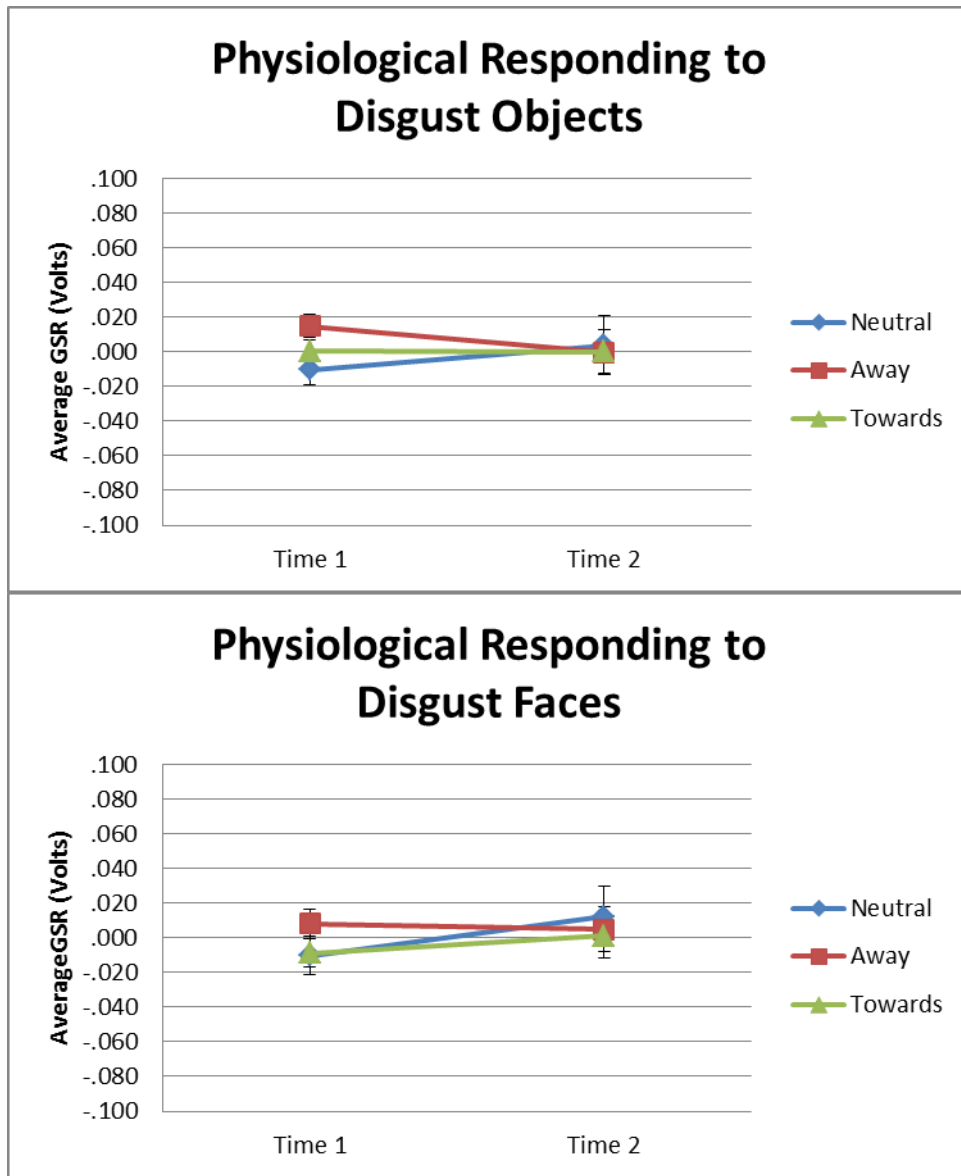 Physiological Responding to
Disgust Objects
Average GSR (Volts)
.100
.080
.060
.040
.020
.000
-.020
-.040
-.060
-.080
-.100
Time 1
Time 2
Neutral
Away
Towards
Physiological Responding to
Disgust Faces
AverageGSR (Volts)
.100
.080
.060
.040
.020
.000
-.020
-.040
-.060
-.080
-.100
Time 1
Time 2
Neutral
Away
Towards